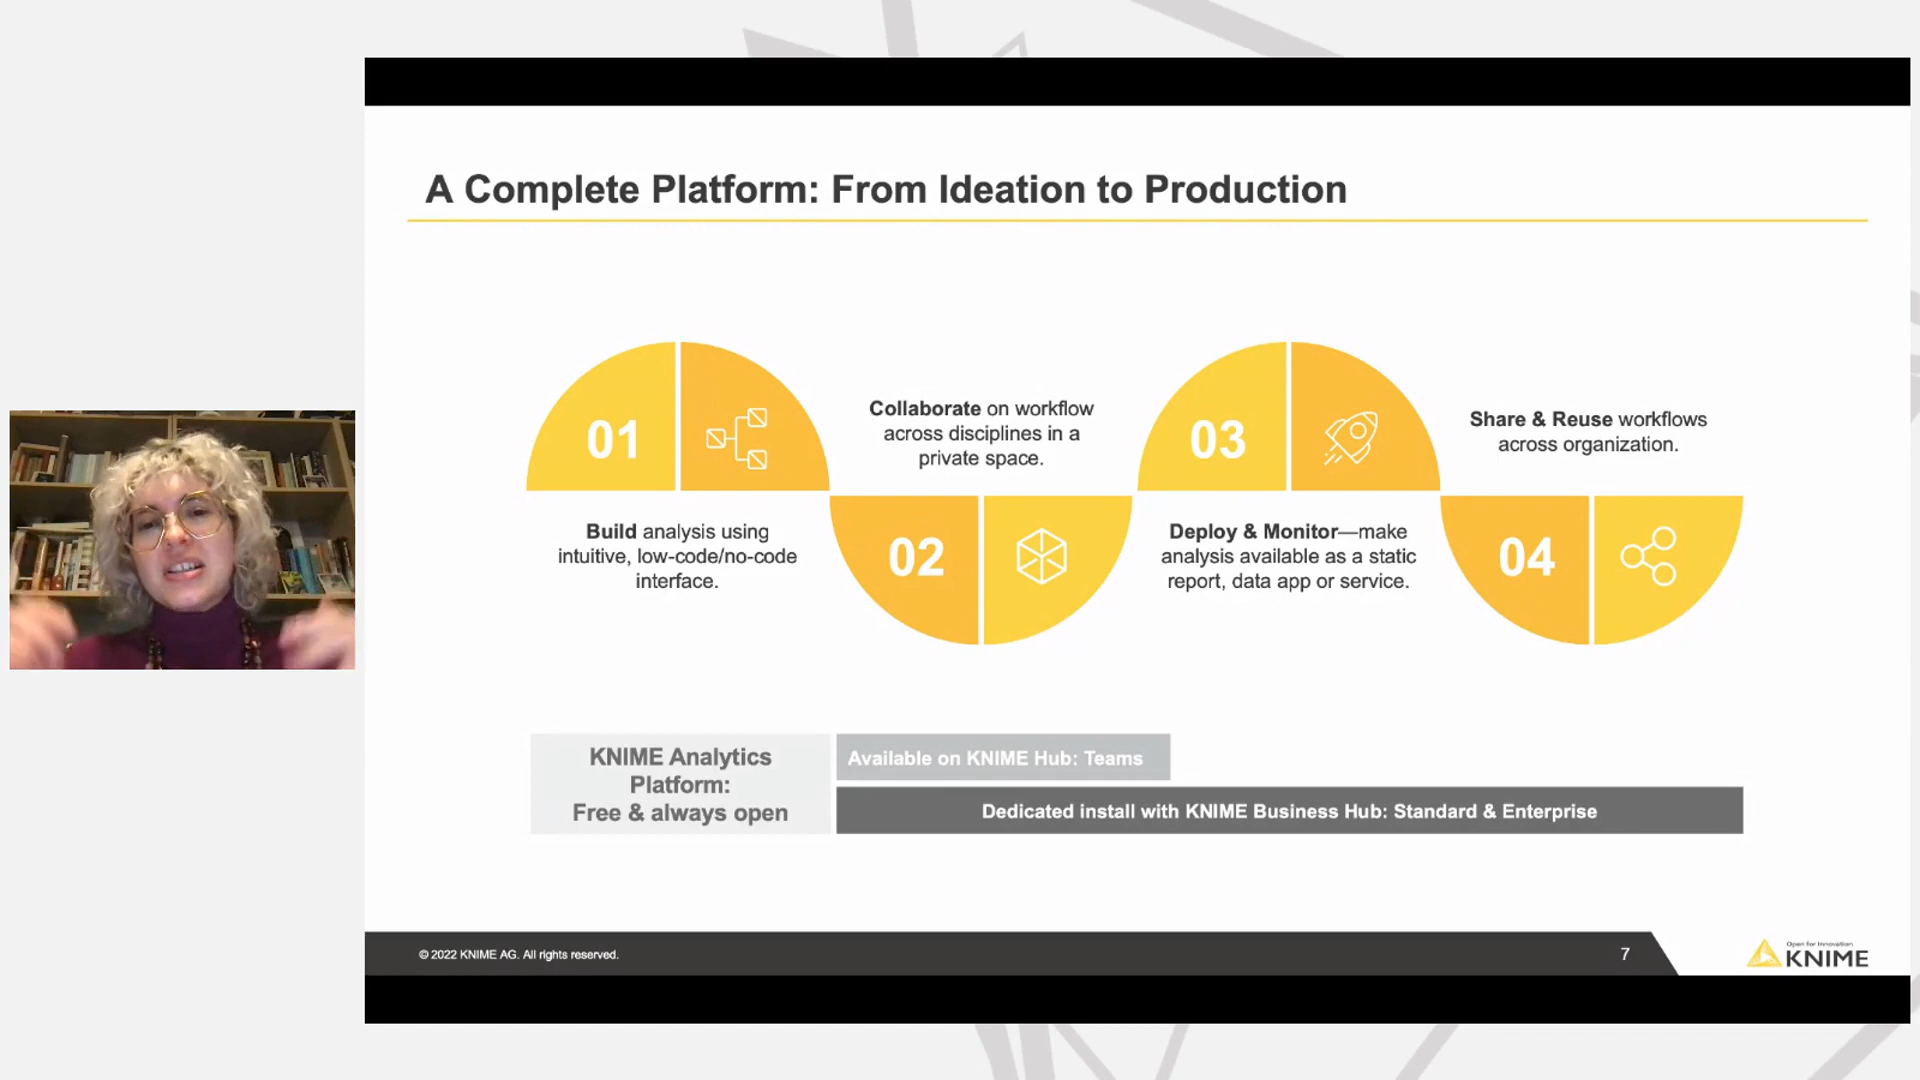 A Complete Platform: From Ideation to Production
01
Build analysis using
intuitive, low-code/no-code
interface.
Collaborate on workflow
across disciplines in a
private space.
02
03
Deploy & Monitor—make
analysis available as a static
report, data app or service.
Share & Reuse workflows
across organization.
04
KNIME Analytics
Platform:
Free & always open
Available on KNIME Hub: Teams
Dedicated install with KNIME Business Hub: Standard & Enterprise
© 2022 KNIME AG. All rights reserved.
7
Open for Innovation
KNIME